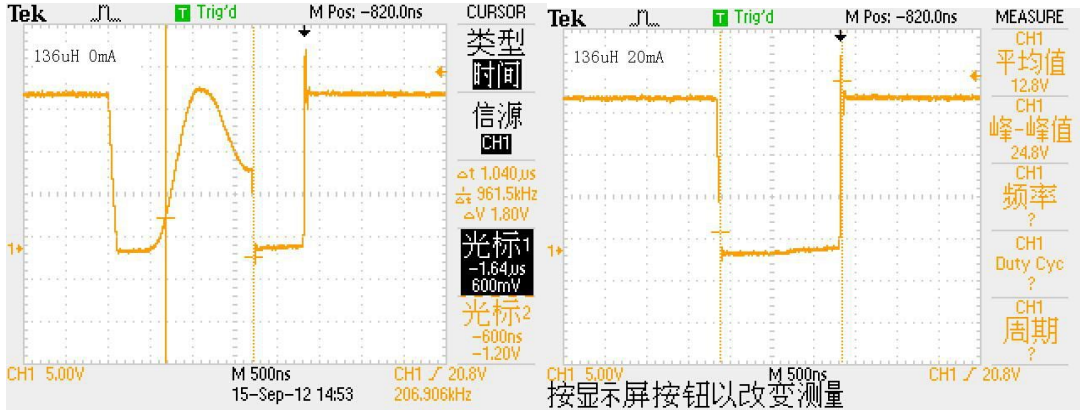 Tek
Trig'd
M Pos: -820.0ns
CURSOR
136uH 0mA
类型
时间
信源
CH1
△t 1.040us
1/△t 961.5kHz
△V 1.80V
光标1
-1.64us
600mV
光标2
-600ns
-1.20V
1
CH1 5.00V
M 500ns
CH1 / 20.8V
15-Sep-12 14:53
206.906kHz
Tek
Trig'd
M Pos: -820.0ns
MEASURE
136uH 20mA
CH1
平均值
12.8V
CH1
峰-峰值
24.8V
CH1
频率
?
CH1
Duty Cyc
?
CH1
周期
?
1
CH1 5.00V
M 500ns
CH1 / 20.8V
按显示屏按钮以改变测量